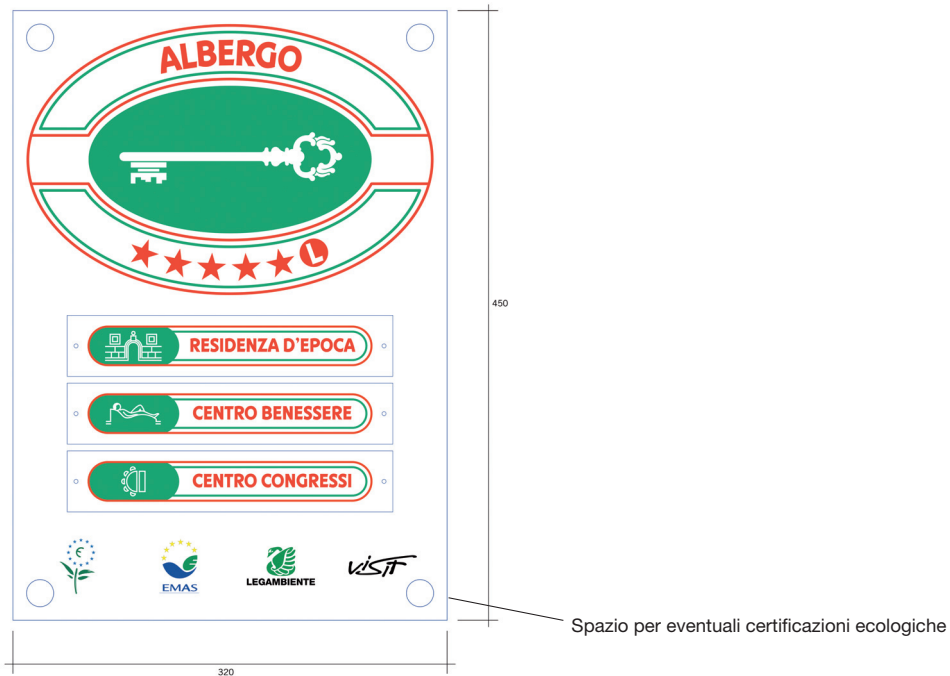 ALBERGO
L
450
RESIDENZA D'EPOCA
CENTRO BENESSERE
CENTRO CONGRESSI
€
EMAS
LEGAMBIENTE
VISIT
Spazio per eventuali certificazioni ecologiche
320